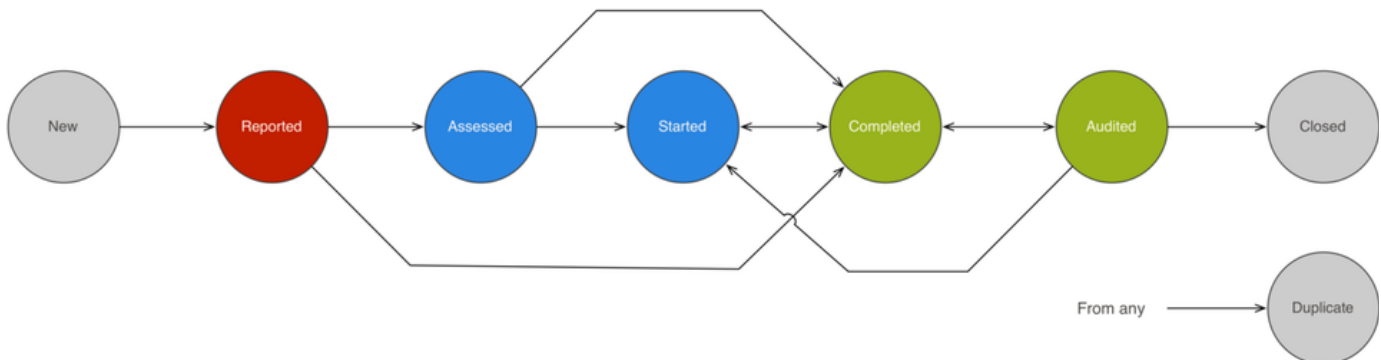 New
Reported
Assessed
Started
Completed
Audited
Closed
From any
Duplicate